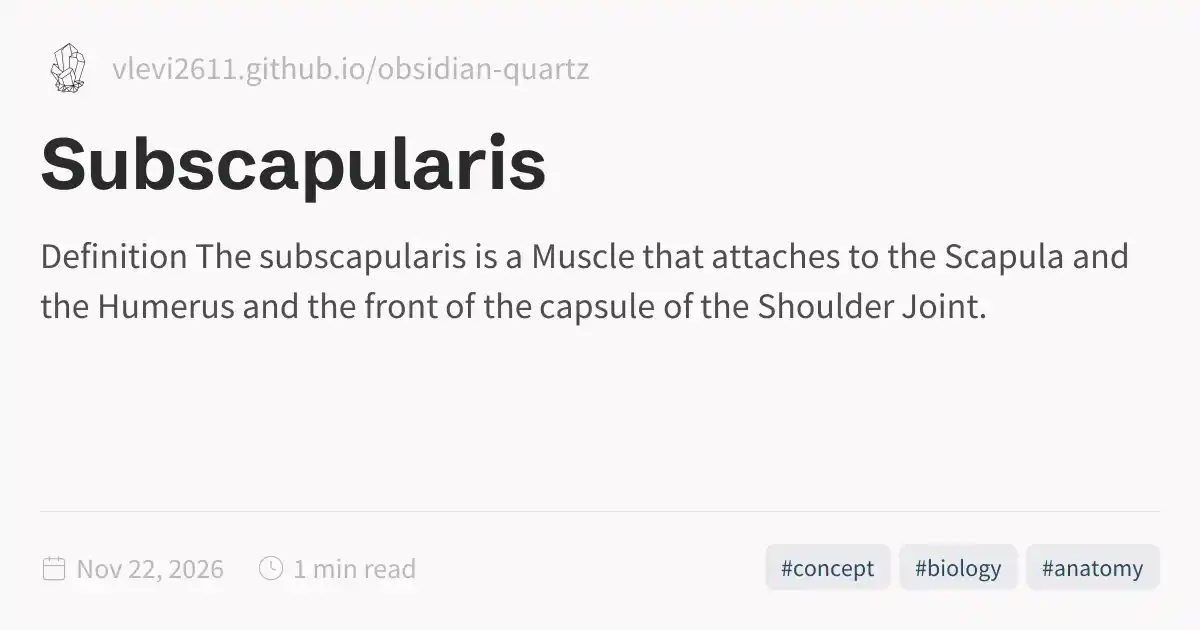 vlevi2611.github.io/obsidian-quartz
Subscapularis
Definition The subscapularis is a Muscle that attaches to the Scapula and
the Humerus and the front of the capsule of the Shoulder Joint.
Nov 22, 2026 1 min read #concept #biology #anatomy